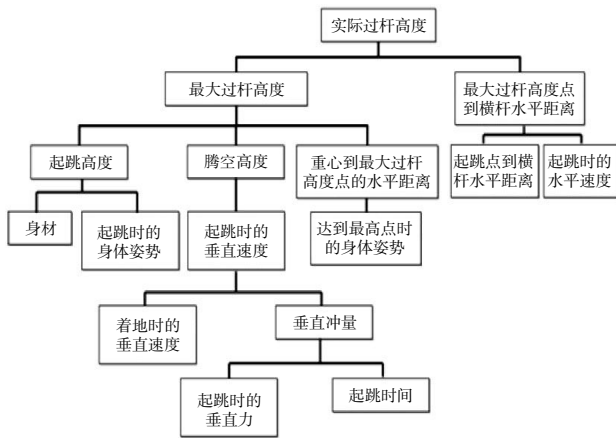 实际过杆高度
最大过杆高度
最大过杆高度点
到横杆水平距离
起跳高度
腾空高度
重心到最大过杆
高度点的水平距离
起跳点到横
杆水平距离
起跳时的
水平速度
身材
起跳时的
身体姿势
起跳时的
垂直速度
达到最高点时
的身体姿势
着地时的
垂直速度
垂直冲量
起跳时的
垂直力
起跳时间